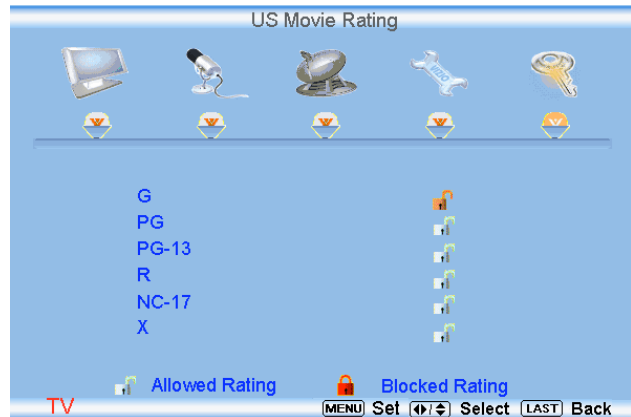 US Movie Rating
G
PG
PG-13
R
NC-17
X
Allowed Rating Blocked Rating
TV MENU Set Select LAST Back